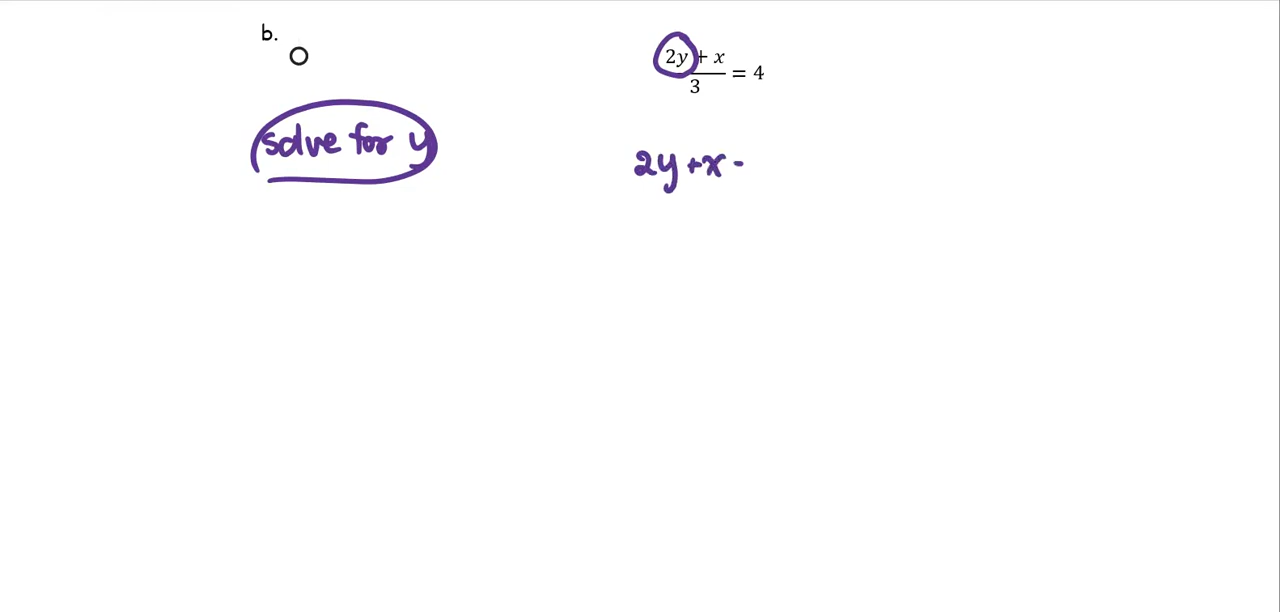 b.
2y + x
3
= 4
solve for y
2y + x -